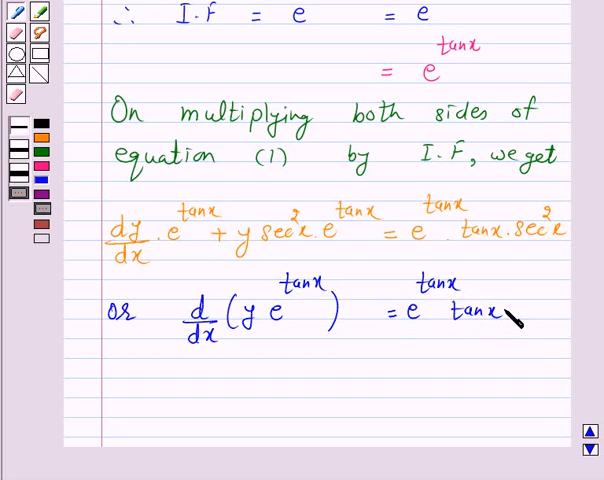 ∴ I.F = e = e
= e^tanx
On multiplying both sides of
equation (1) by I.F, we get
dy/dx . e^tanx + y sec²x . e^tanx = e^tanx . tanx . sec²x
or d/dx (y e^tanx) = e^tanx tanx